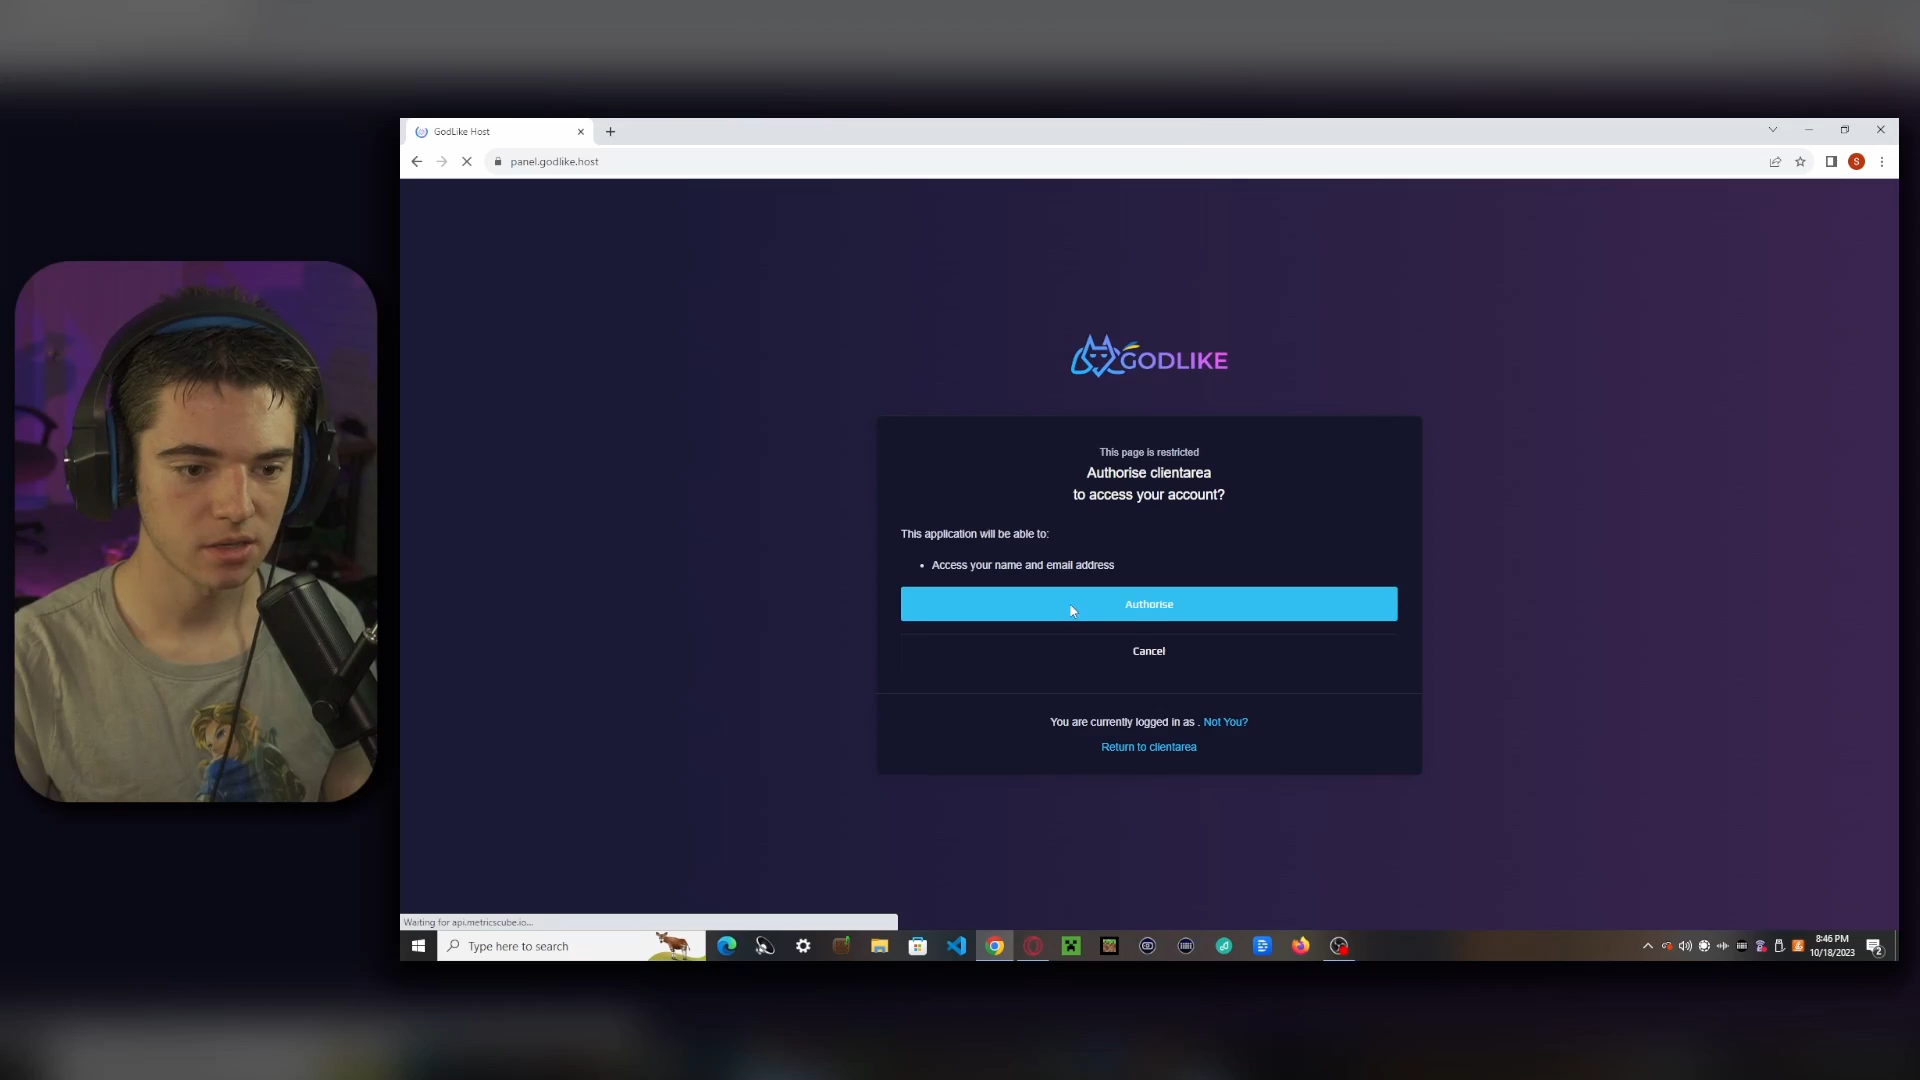 GodLike Host
panel.godlike.host
S
GODLIKE
This page is restricted
Authorise clientarea
to access your account?
This application will be able to:
• Access your name and email address
Authorise
Cancel
You are currently logged in as . Not You?
Return to clientarea
Waiting for api.metricscube.io...
Type here to search
8:46 PM
10/18/2023
2